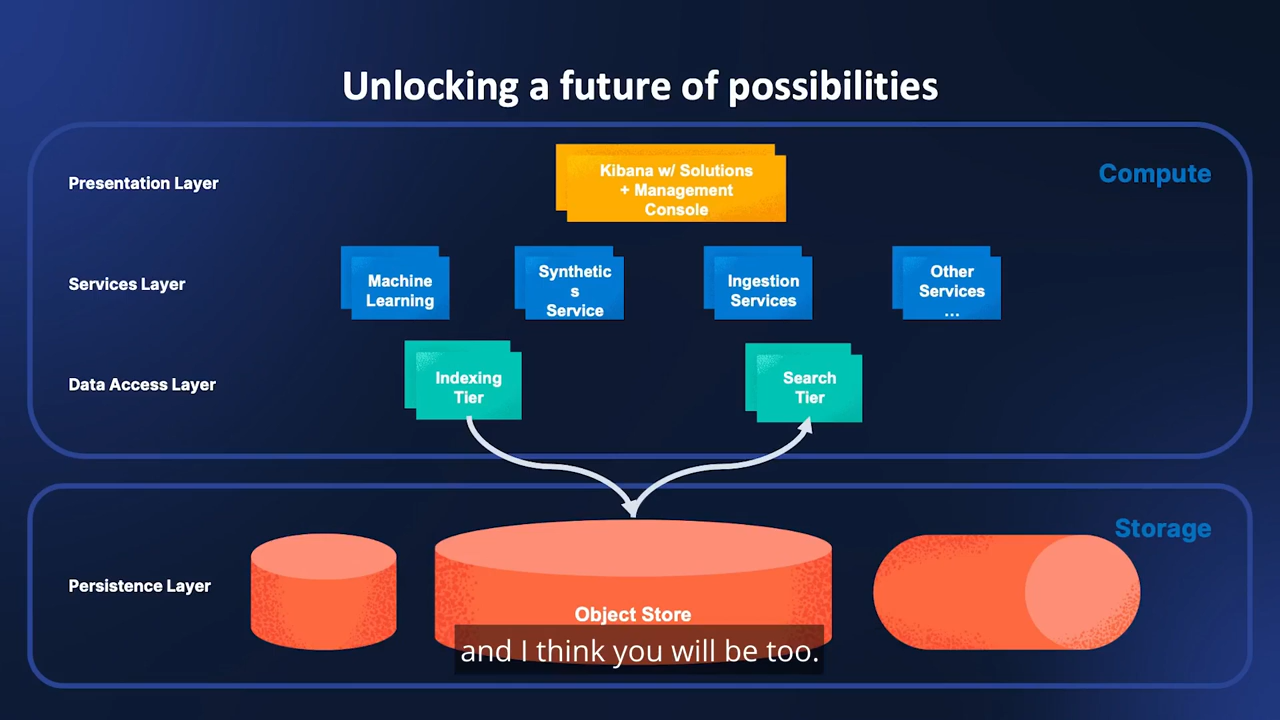 Unlocking a future of possibilities
Presentation Layer
Kibana w/ Solutions
+ Management
Console
Compute
Services Layer
Machine
Learning
Synthetic
s
Service
Ingestion
Services
Other
Services
...
Data Access Layer
Indexing
Tier
Search
Tier
Storage
Persistence Layer
Object Store
and I think you will be too.